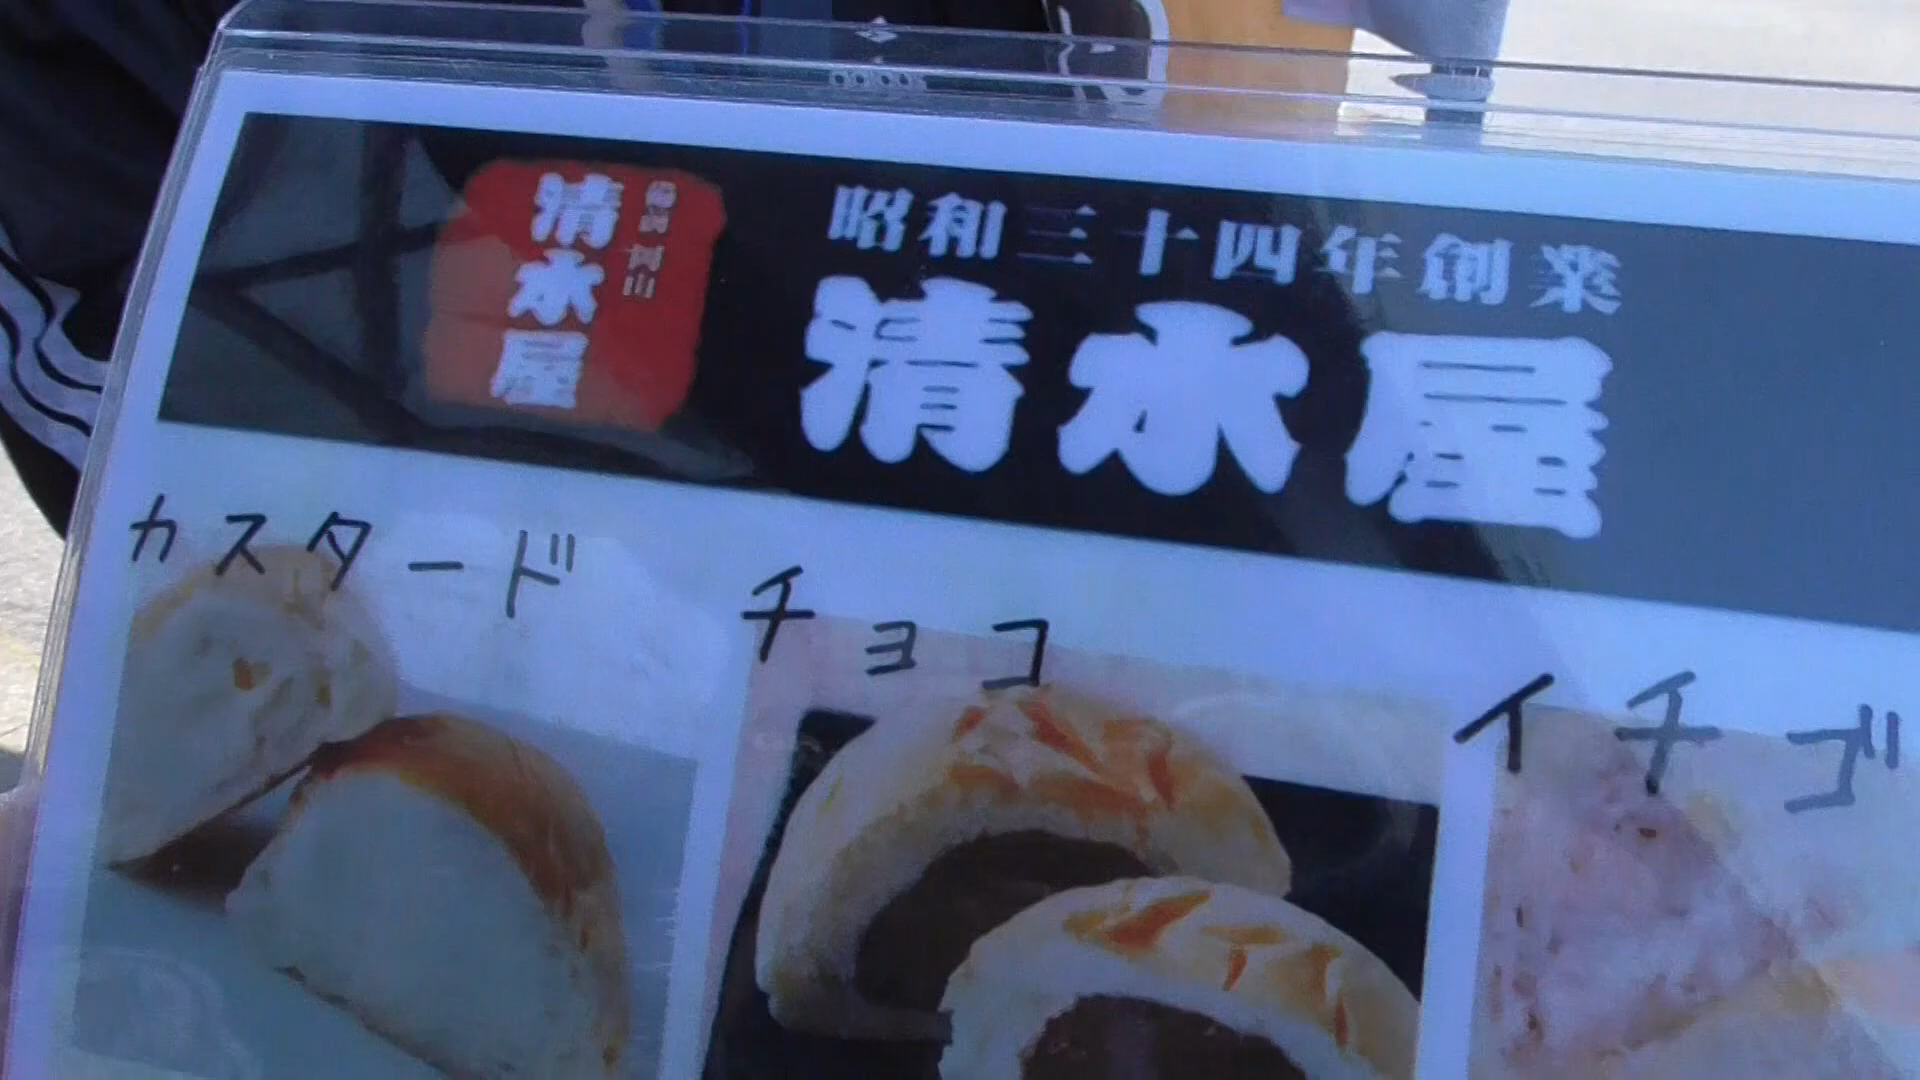 清水屋
昭和三十四年創業
清水屋
カスタード
チョコ
イチゴ